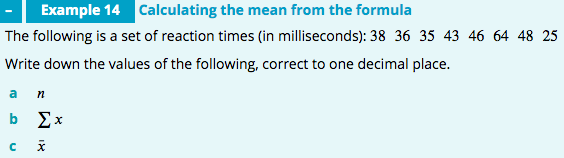 - Example 14 Calculating the mean from the formula
The following is a set of reaction times (in milliseconds): 38 36 35 43 46 64 48 25
Write down the values of the following, correct to one decimal place.
a n
b ∑x
c x̄